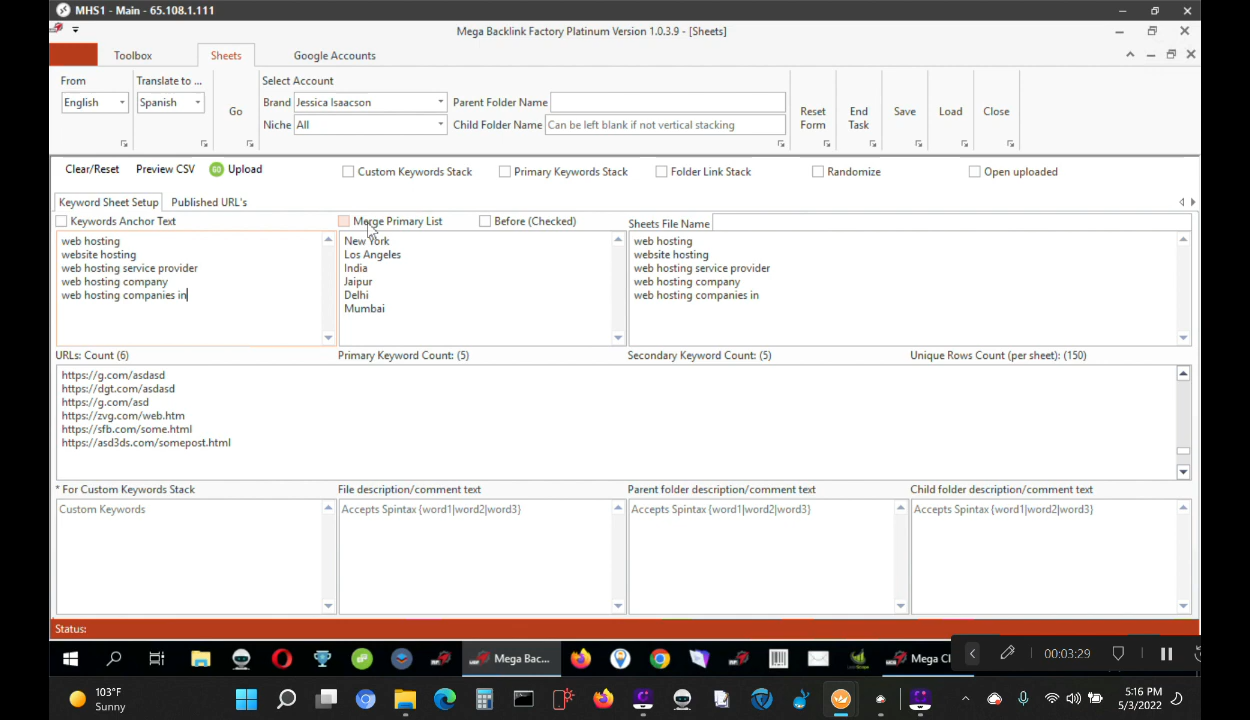 MHS1 - Main - 65.108.1.111
Mega Backlink Factory Platinum Version 1.0.3.9 - [Sheets]
Toolbox
Sheets
Google Accounts
From
Translate to ...
Select Account
English
Spanish
Go
Brand
Jessica Isaacson
Parent Folder Name
Niche
All
Child Folder Name
Can be left blank if not vertical stacking
Reset
Form
End
Task
Save
Load
Close
Clear/Reset
Preview CSV
GO Upload
Custom Keywords Stack
Primary Keywords Stack
Folder Link Stack
Randomize
Open uploaded
Keyword Sheet Setup
Published URL's
Keywords Anchor Text
Merge Primary List
Before (Checked)
Sheets File Name
web hosting
website hosting
web hosting service provider
web hosting company
web hosting companies in
New York
Los Angeles
India
Jaipur
Delhi
Mumbai
web hosting
website hosting
web hosting service provider
web hosting company
web hosting companies in
URLs: Count (6)
Primary Keyword Count: (5)
Secondary Keyword Count: (5)
Unique Rows Count (per sheet): (150)
https://g.com/asdasd
https://dgt.com/asdasd
https://g.com/asd
https://zvg.com/web.htm
https://sfb.com/some.html
https://asd3ds.com/somepost.html
* For Custom Keywords Stack
File description/comment text
Parent folder description/comment text
Child folder description/comment text
Custom Keywords
Accepts Spintax {word1|word2|word3}
Accepts Spintax {word1|word2|word3}
Accepts Spintax {word1|word2|word3}
Status:
Mega Bac...
Mega Cl
00:03:29
103°F
Sunny
5:16 PM
5/3/2022